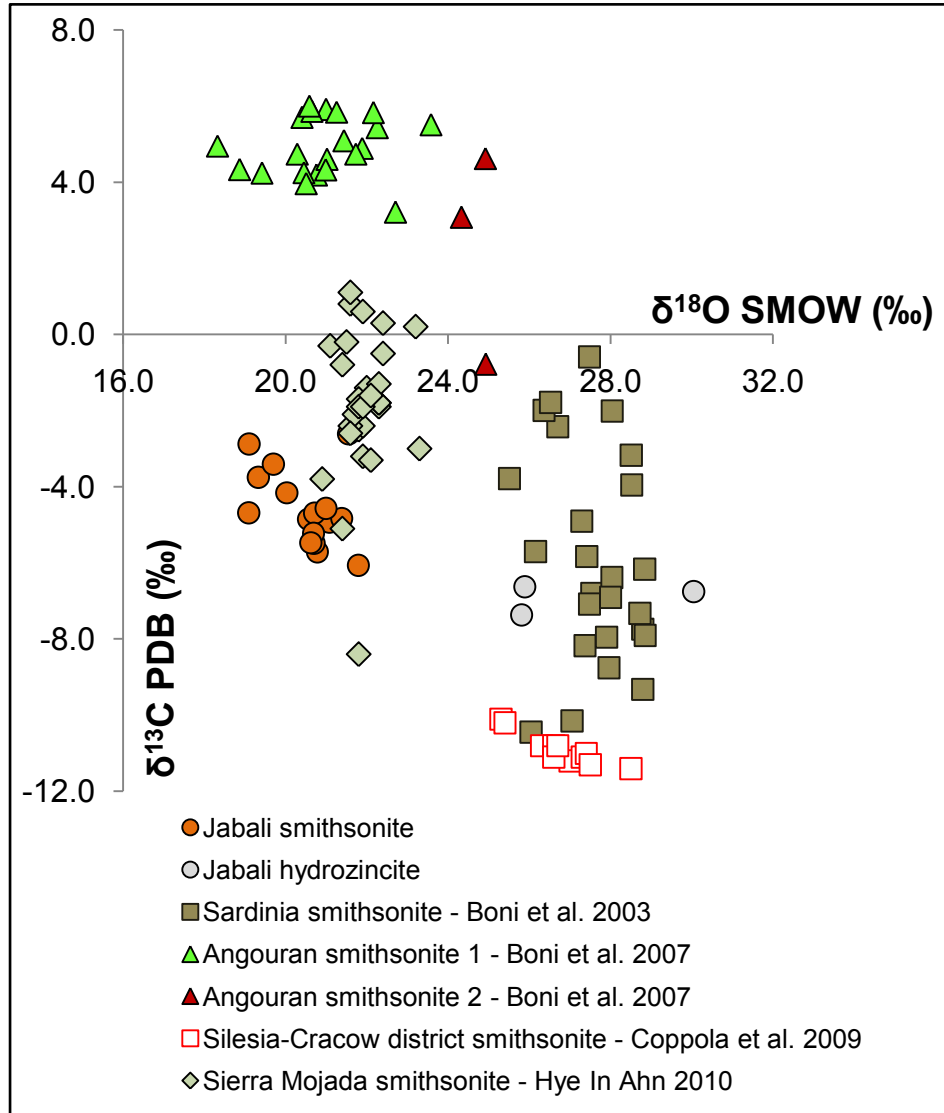 8.0
4.0
δ¹⁸O SMOW (‰)
0.0
16.0 20.0 24.0 28.0 32.0
-4.0
-8.0
δ¹³C PDB (‰)
-12.0
Jabali smithsonite
Jabali hydrozincite
Sardinia smithsonite - Boni et al. 2003
Angouran smithsonite 1 - Boni et al. 2007
Angouran smithsonite 2 - Boni et al. 2007
Silesia-Cracow district smithsonite - Coppola et al. 2009
Sierra Mojada smithsonite - Hye In Ahn 2010